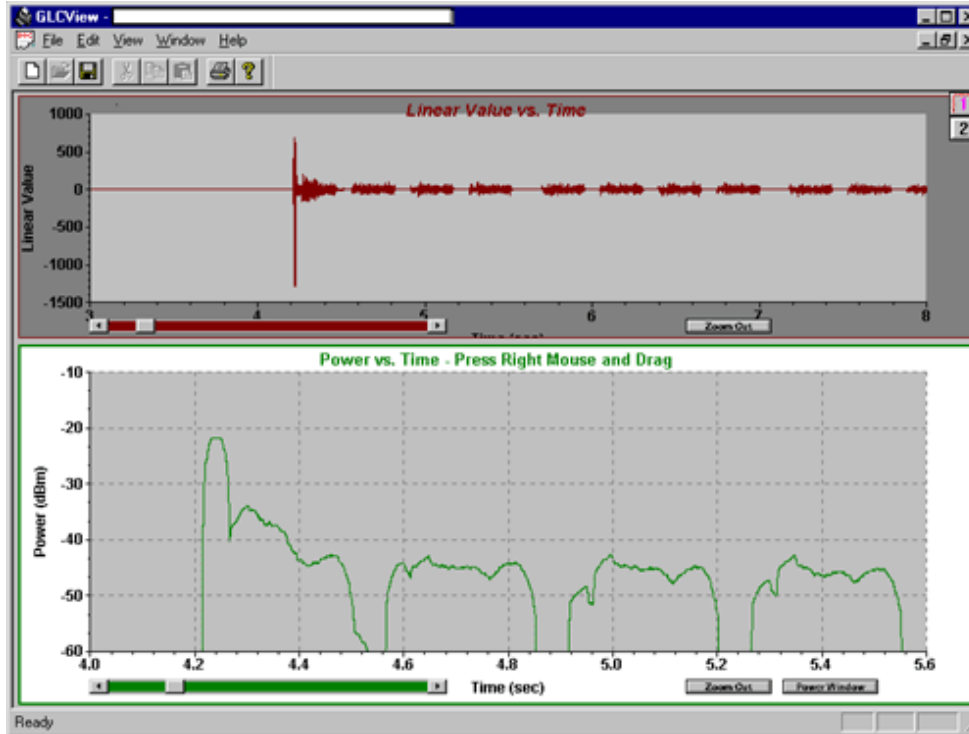 GLCView -
File Edit View Window Help
Linear Value vs. Time
1
2
Linear Value
1000
500
0
-500
-1000
-1500
3 4 5 6 7 8
Time (sec)
Zoom Out
Power vs. Time - Press Right Mouse and Drag
Power (dBm)
-10
-20
-30
-40
-50
-60
4.0 4.2 4.4 4.6 4.8 5.0 5.2 5.4 5.6
Time (sec)
Zoom Out Power Window
Ready